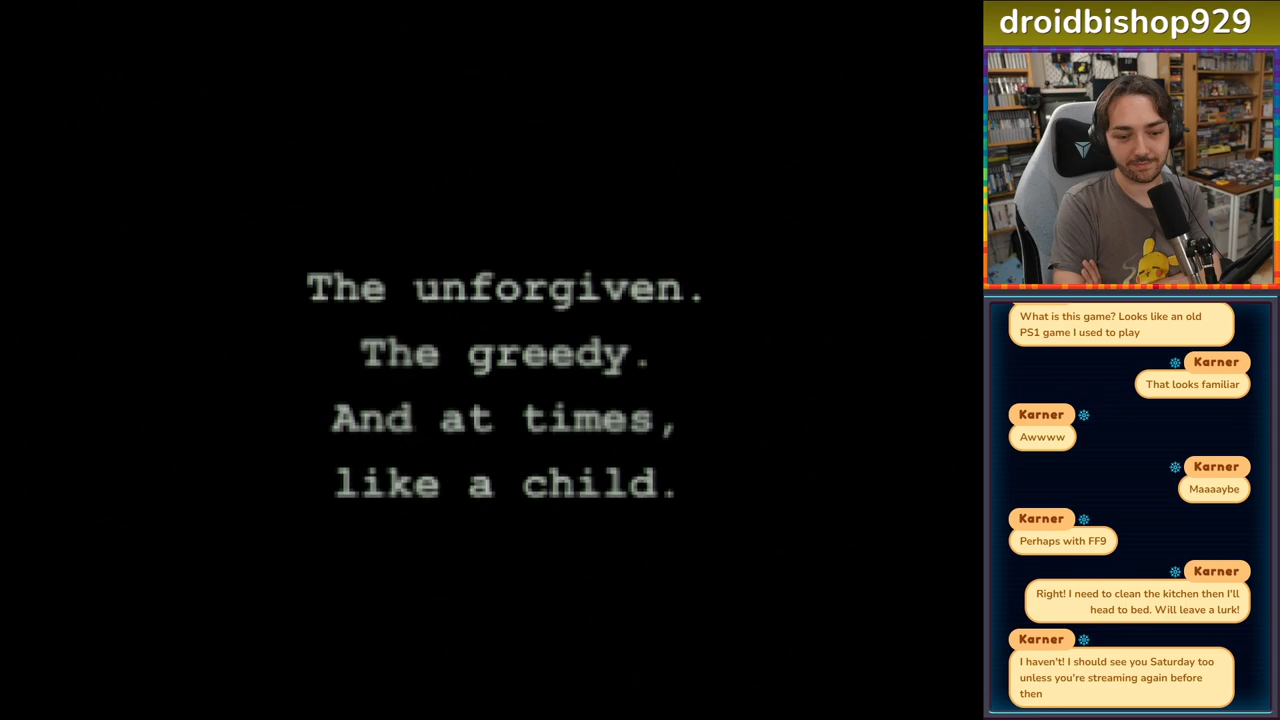 droidbishop929
The unforgiven.
The greedy.
And at times,
like a child.
What is this game? Looks like an old
PS1 game I used to play
Karner
That looks familiar
Karner
Awwww
Karner
Maaaaybe
Karner
Perhaps with FF9
Karner
Right! I need to clean the kitchen then I'll
head to bed. Will leave a lurk!
Karner
I haven't! I should see you Saturday too
unless you're streaming again before
then